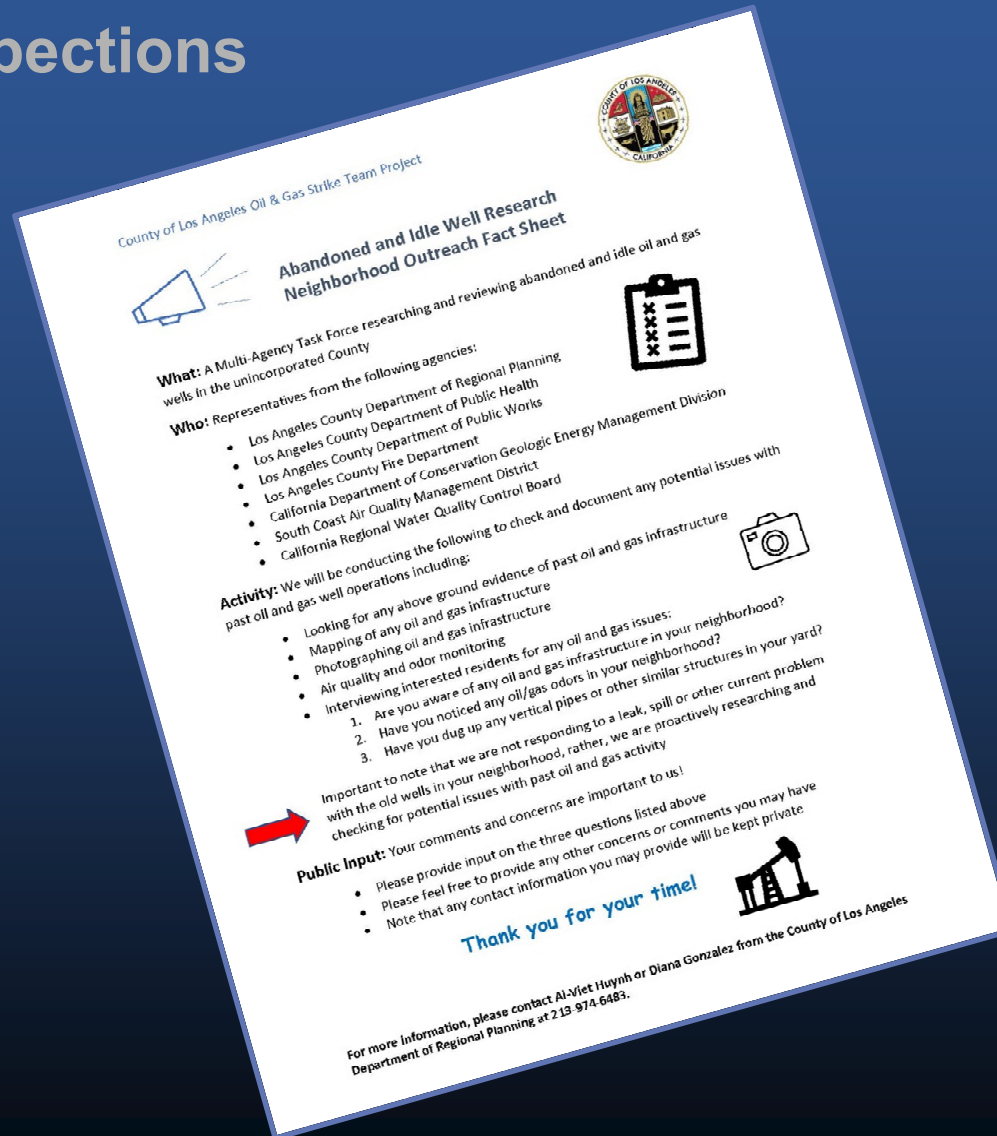 pections
COUNTY OF LOS ANGELES
CALIFORNIA
County of Los Angeles Oil & Gas Strike Team Project
Abandoned and Idle Well Research
Neighborhood Outreach Fact Sheet
What: A Multi-Agency Task Force researching and reviewing abandoned and idle oil and gas
wells in the unincorporated County
Who: Representatives from the following agencies:
• Los Angeles County Department of Regional Planning
• Los Angeles County Department of Public Health
• Los Angeles County Department of Public Works
• Los Angeles County Fire Department
• California Department of Conservation Geologic Energy Management Division
• South Coast Air Quality Management District
• California Regional Water Quality Control Board
Activity: We will be conducting the following to check and document any potential issues with
past oil and gas well operations including:
• Looking for any above ground evidence of past oil and gas infrastructure
• Mapping of any oil and gas infrastructure
• Photographing oil and gas infrastructure
• Air quality and odor monitoring
• Interviewing interested residents for any oil and gas issues:
1. Are you aware of any oil and gas infrastructure in your neighborhood?
2. Have you noticed any oil/gas odors in your neighborhood?
3. Have you dug up any vertical pipes or other similar structures in your yard?
Important to note that we are not responding to a leak, spill or other current problem
with the old wells in your neighborhood, rather, we are proactively researching and
checking for potential issues with past oil and gas activity
Public Input: Your comments and concerns are important to us!
• Please provide input on the three questions listed above
• Please feel free to provide any other concerns or comments you may have
• Note that any contact information you may provide will be kept private
Thank you for your time!
For more information, please contact Ai-Viet Huynh or Diana Gonzalez from the County of Los Angeles
Department of Regional Planning at 213-974-6483.